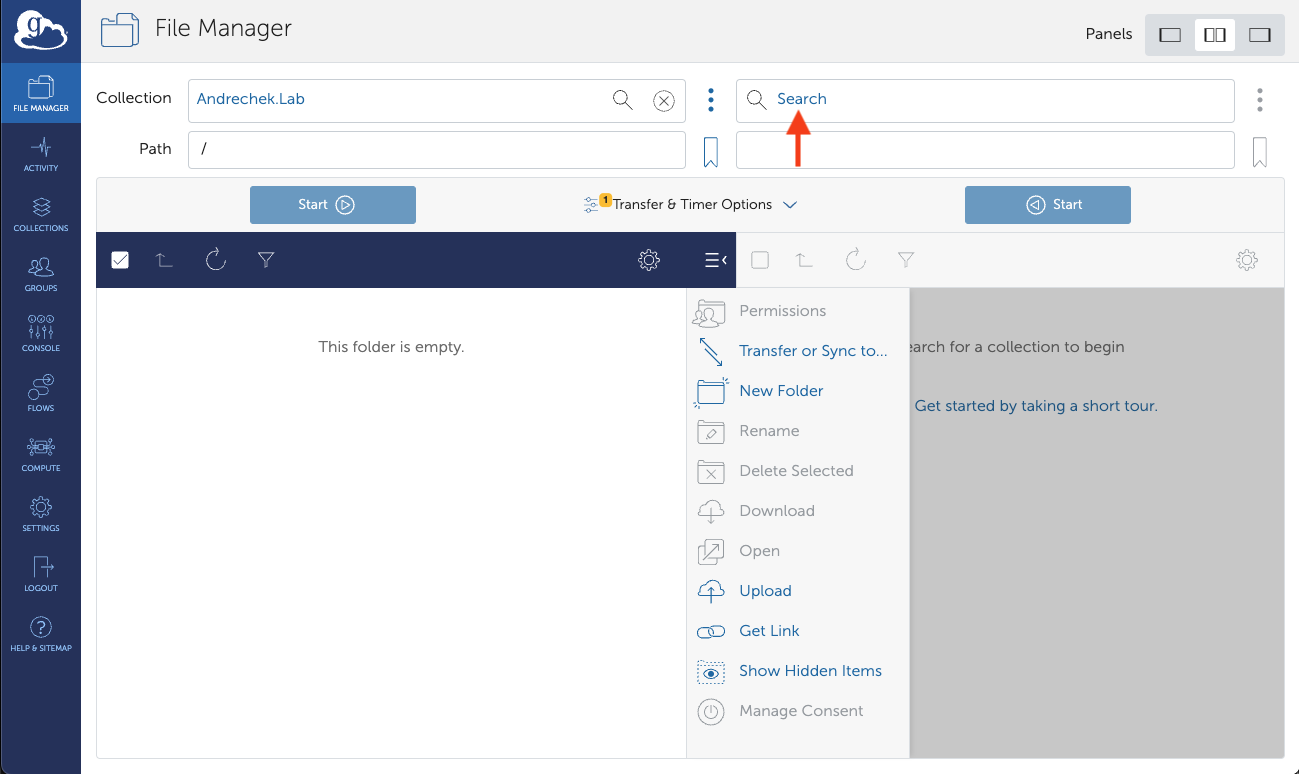 g
File Manager
Panels
FILE MANAGER
ACTIVITY
COLLECTIONS
GROUPS
CONSOLE
FLOWS
COMPUTE
SETTINGS
LOGOUT
?
HELP & SITEMAP
Collection
Andrechek.Lab
Search
Path
/
Start
1
Transfer & Timer Options
Start
This folder is empty.
Permissions
Transfer or Sync to...
New Folder
Rename
Delete Selected
Download
Open
Upload
Get Link
Show Hidden Items
Manage Consent
earch for a collection to begin
Get started by taking a short tour.